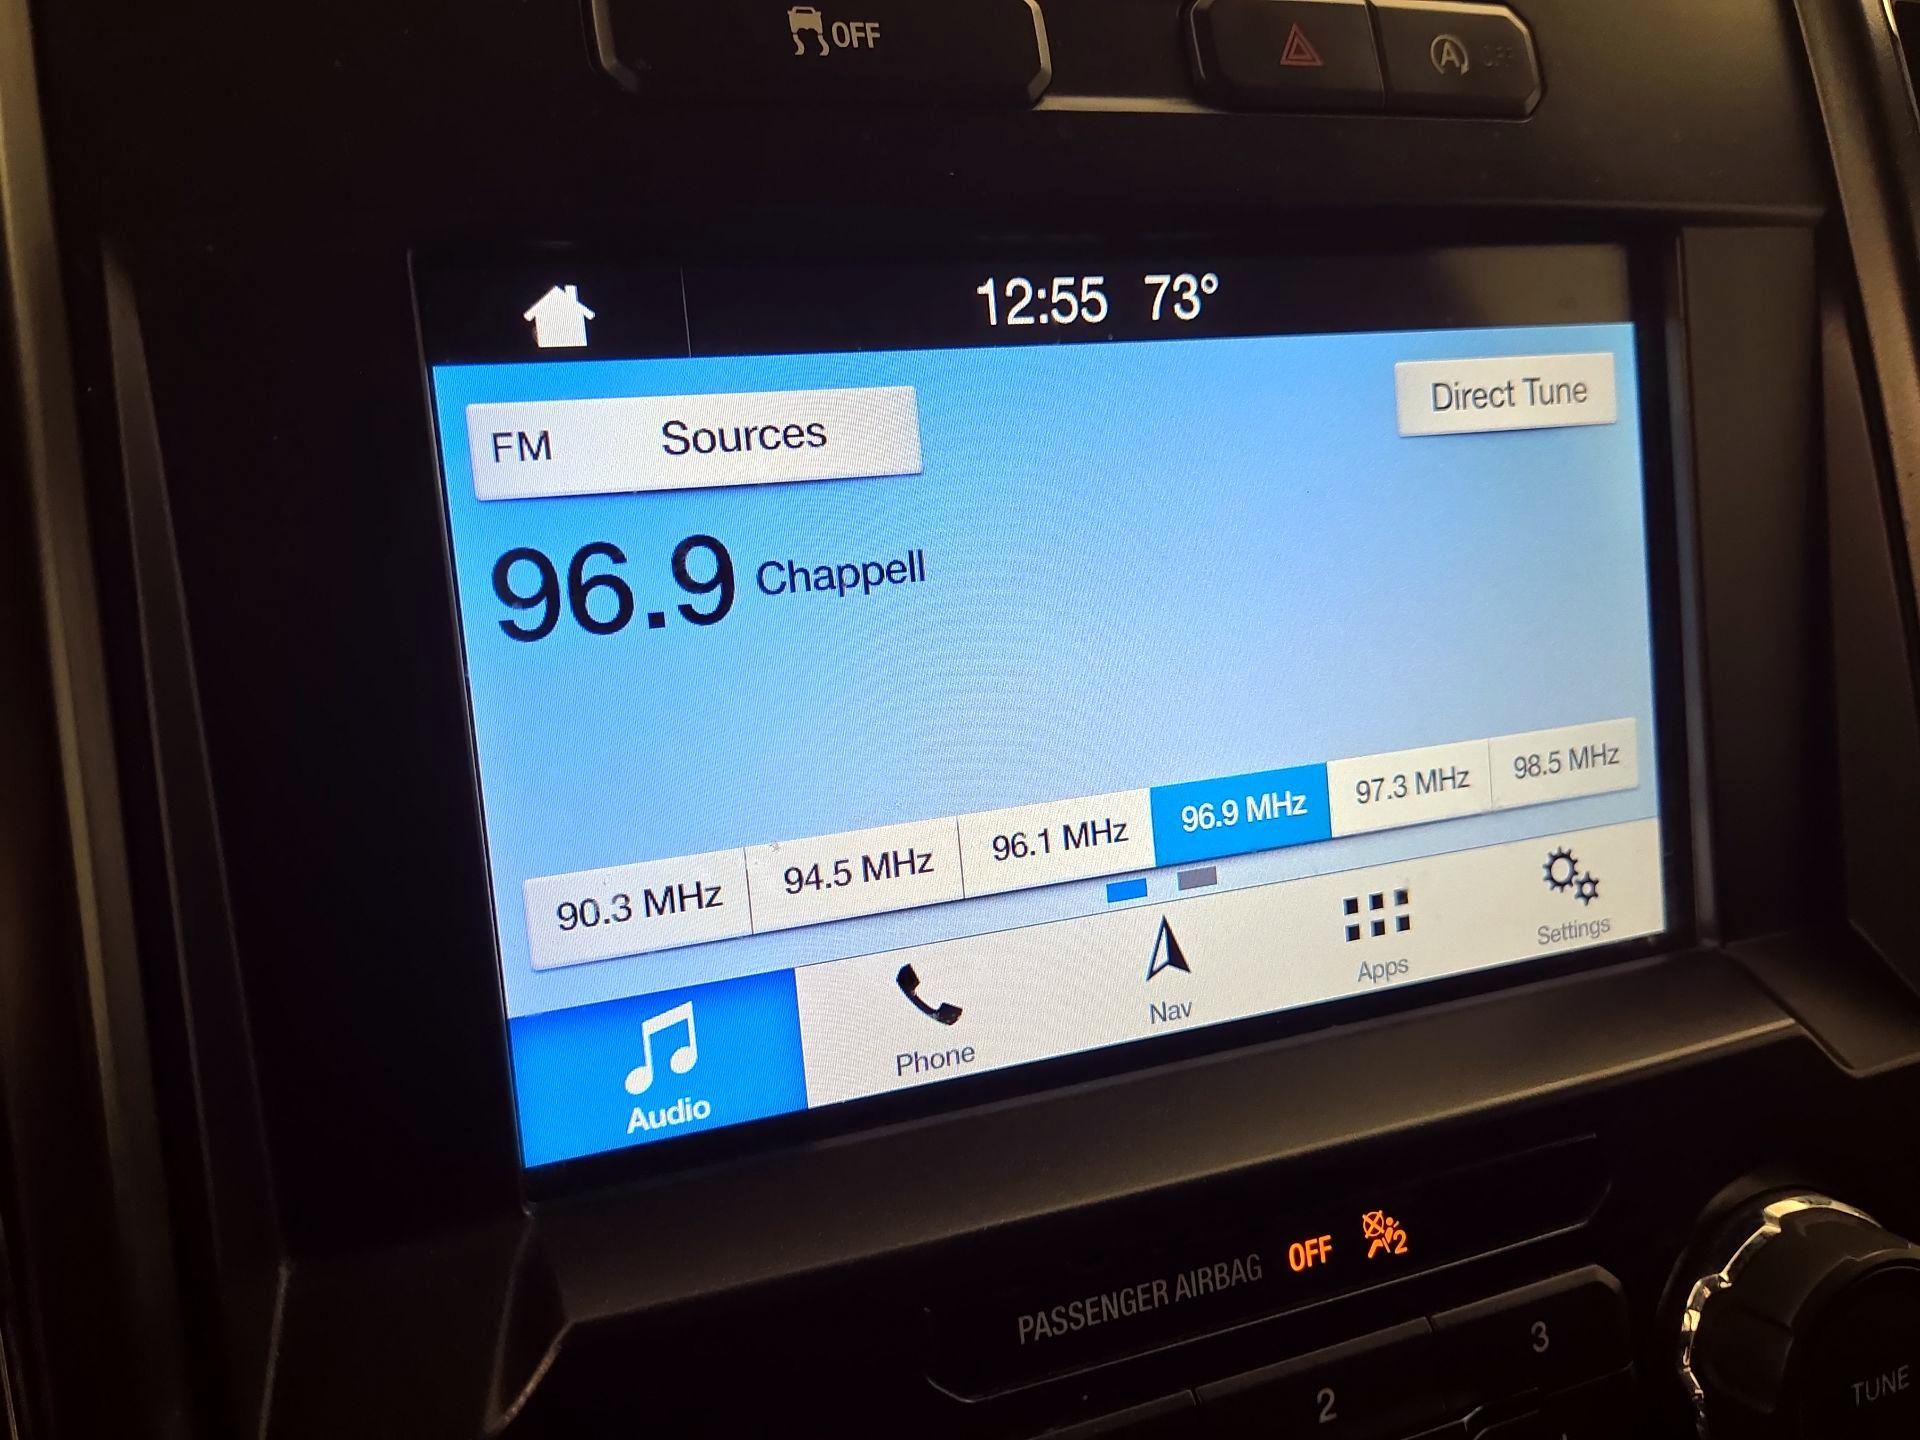 OFF
A OFF
12:55 73°
FM Sources
Direct Tune
96.9 Chappell
90.3 MHz 94.5 MHz 96.1 MHz 96.9 MHz 97.3 MHz 98.5 MHz
Audio Phone Nav Apps Settings
PASSENGER AIRBAG OFF 2
2 3
TUNE